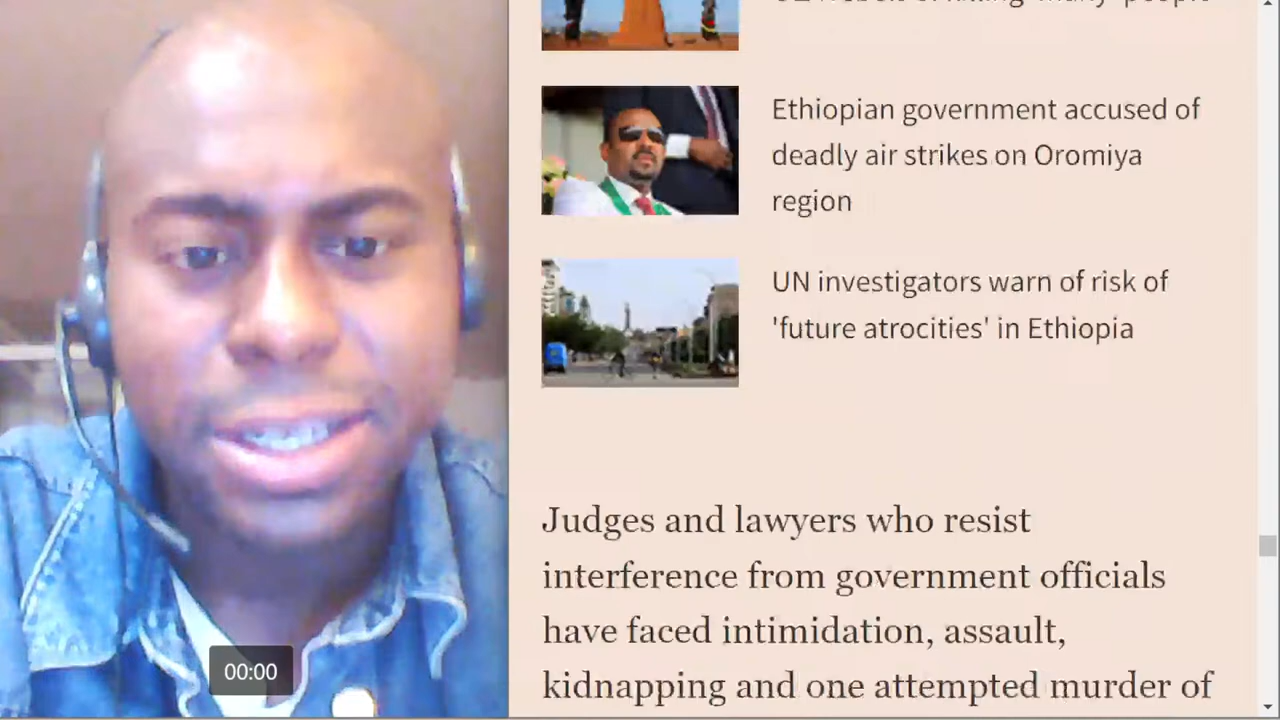 Ethiopian government accused of
deadly air strikes on Oromiya
region
UN investigators warn of risk of
'future atrocities' in Ethiopia
Judges and lawyers who resist
interference from government officials
have faced intimidation, assault,
kidnapping and one attempted murder of
00:00